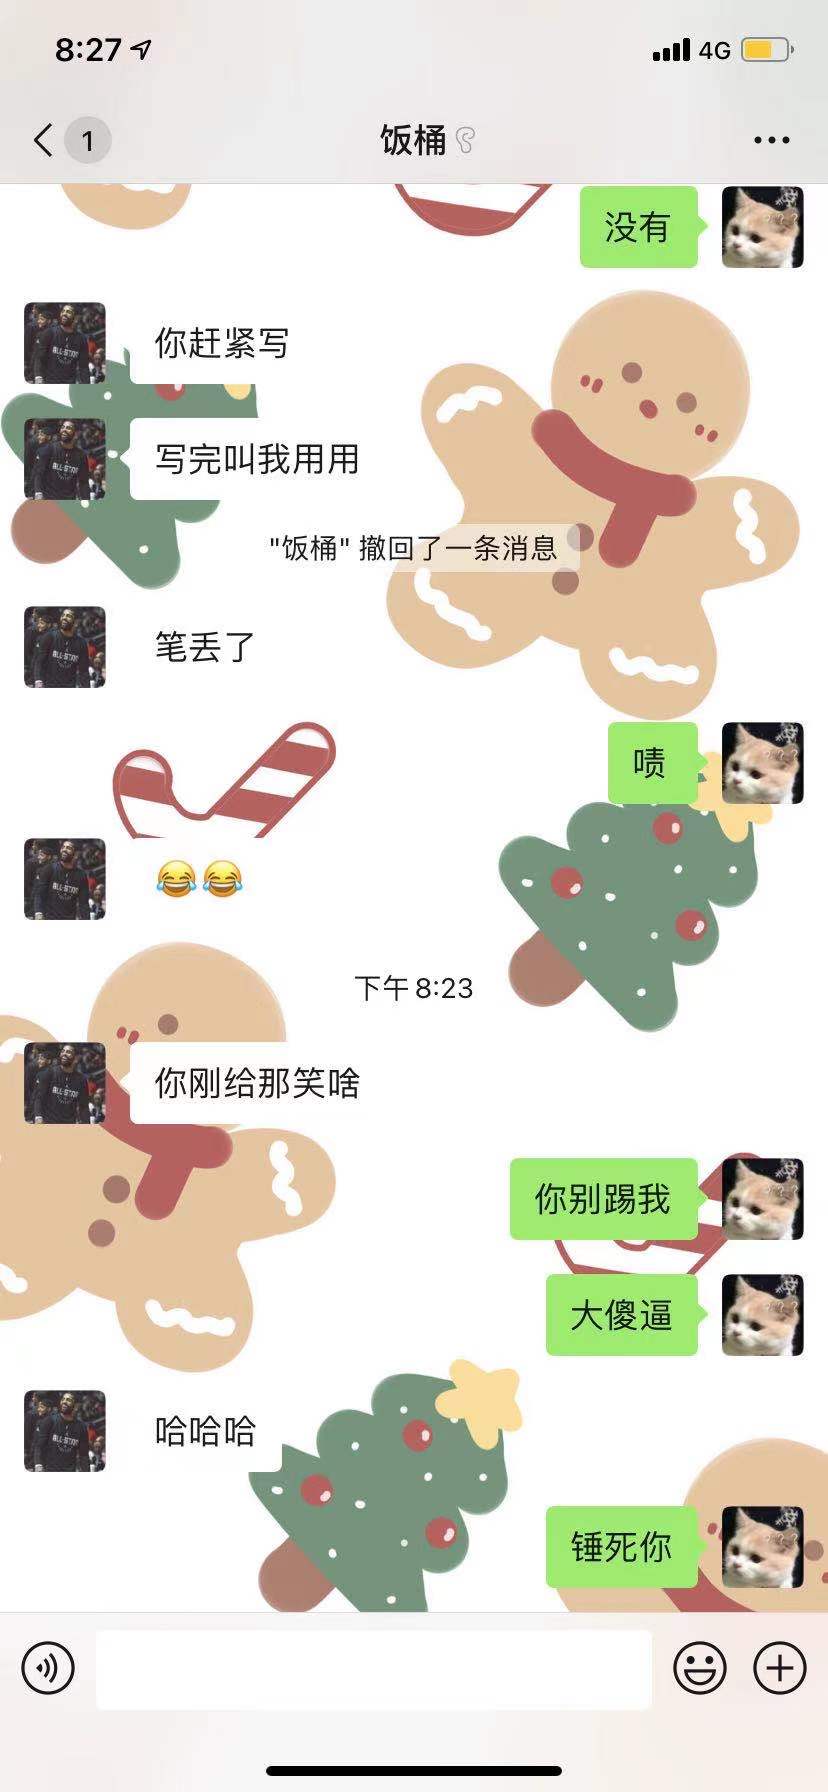 8:27
4G
1
饭桶
没有
你赶紧写
写完叫我用用
"饭桶" 撤回了一条消息
笔丢了
啧
😂😂
下午 8:23
你刚给那笑啥
你别踢我
大傻逼
哈哈哈
锤死你